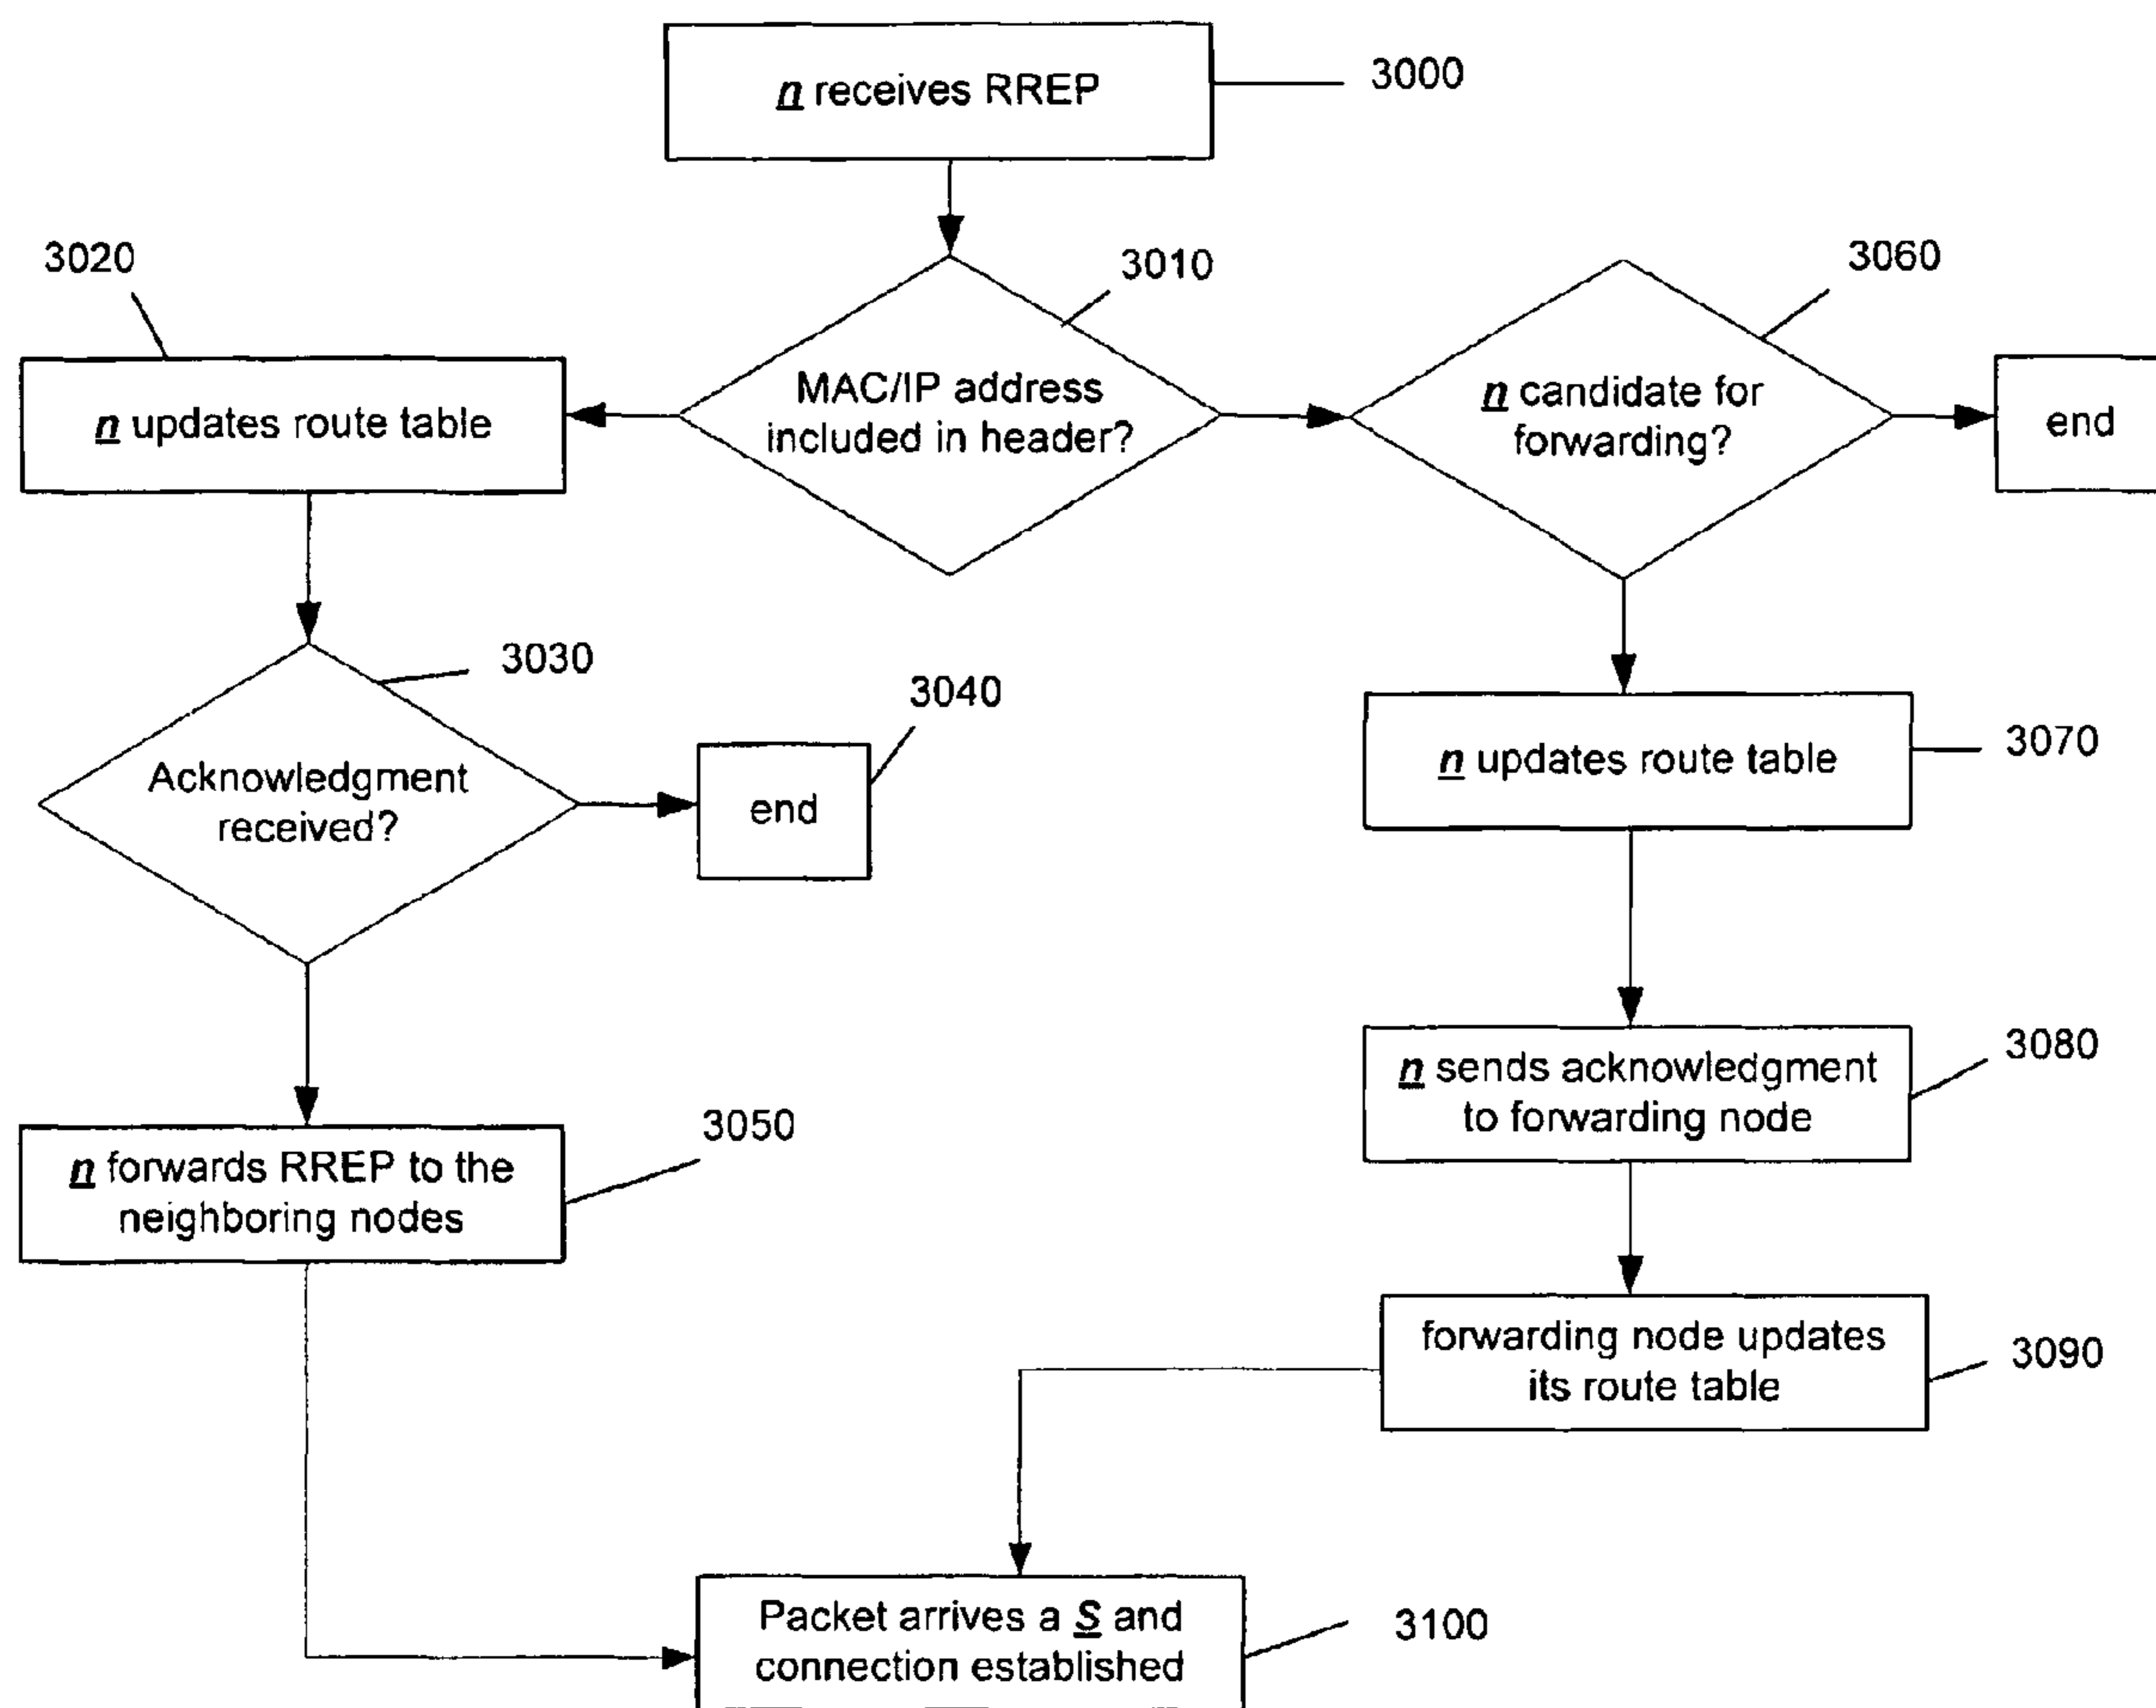 n receives RREP
3000
3020
3010
3060
MAC/IP address
included in header?
n updates route table
n candidate for
forwarding?
end
3030
3040
Acknowledgment
received?
end
n updates route table
3070
3050
n forwards RREP to the
neighboring nodes
n sends acknowledgment
to forwarding node
3080
forwarding node updates
its route table
3090
Packet arrives a S and
connection established
3100